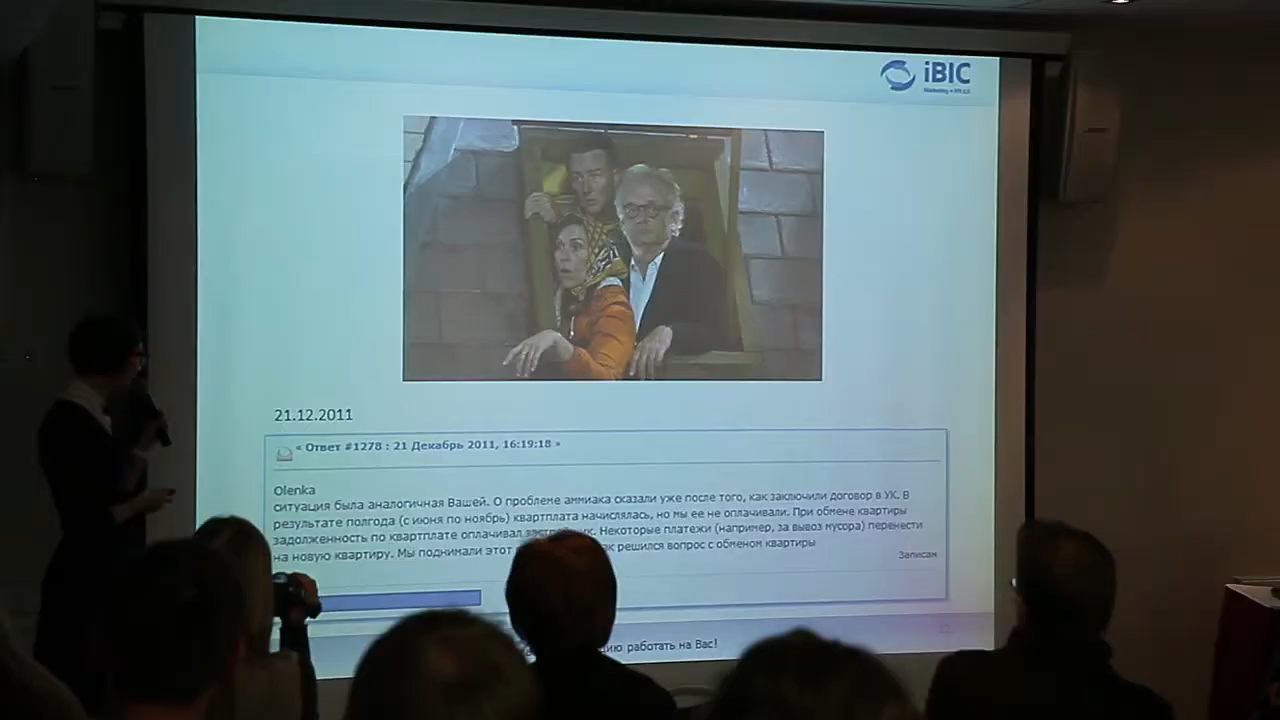 iBIC
21.12.2011
« Ответ #1278 : 21 Декабрь 2011, 16:19:18 »
Olenka
ситуация была аналогичная Вашей. О проблеме аммиака сказали уже после того, как заключили договор в УК. В
результате полгода (с июня по ноябрь) квартплата начислялась, но мы ее не оплачивали. При обмене квартиры
задолженность по квартплате оплачивал застройщик. Некоторые платежи (например, за вывоз мусора) перенести
на новую квартиру. Мы поднимали этот решился вопрос с обменом квартиры
Записан
работать на Вас!